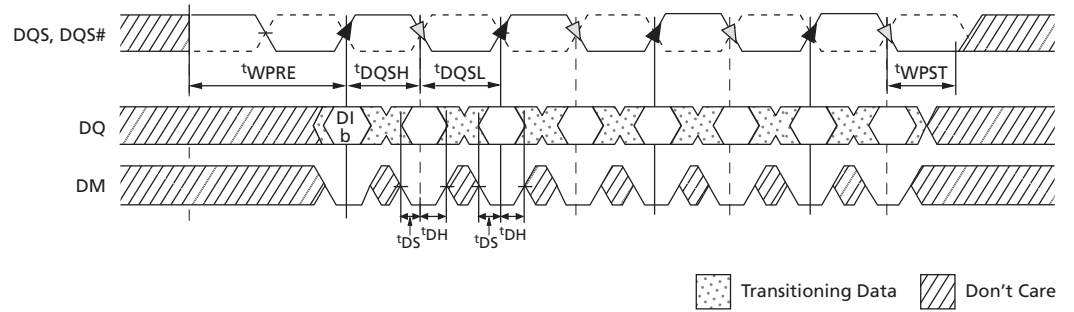 DQS, DQS#
tWPRE tDQSH tDQSL tWPST
DQ
DI
b
DM
tDS tDH tDS tDH
Transitioning Data Don't Care